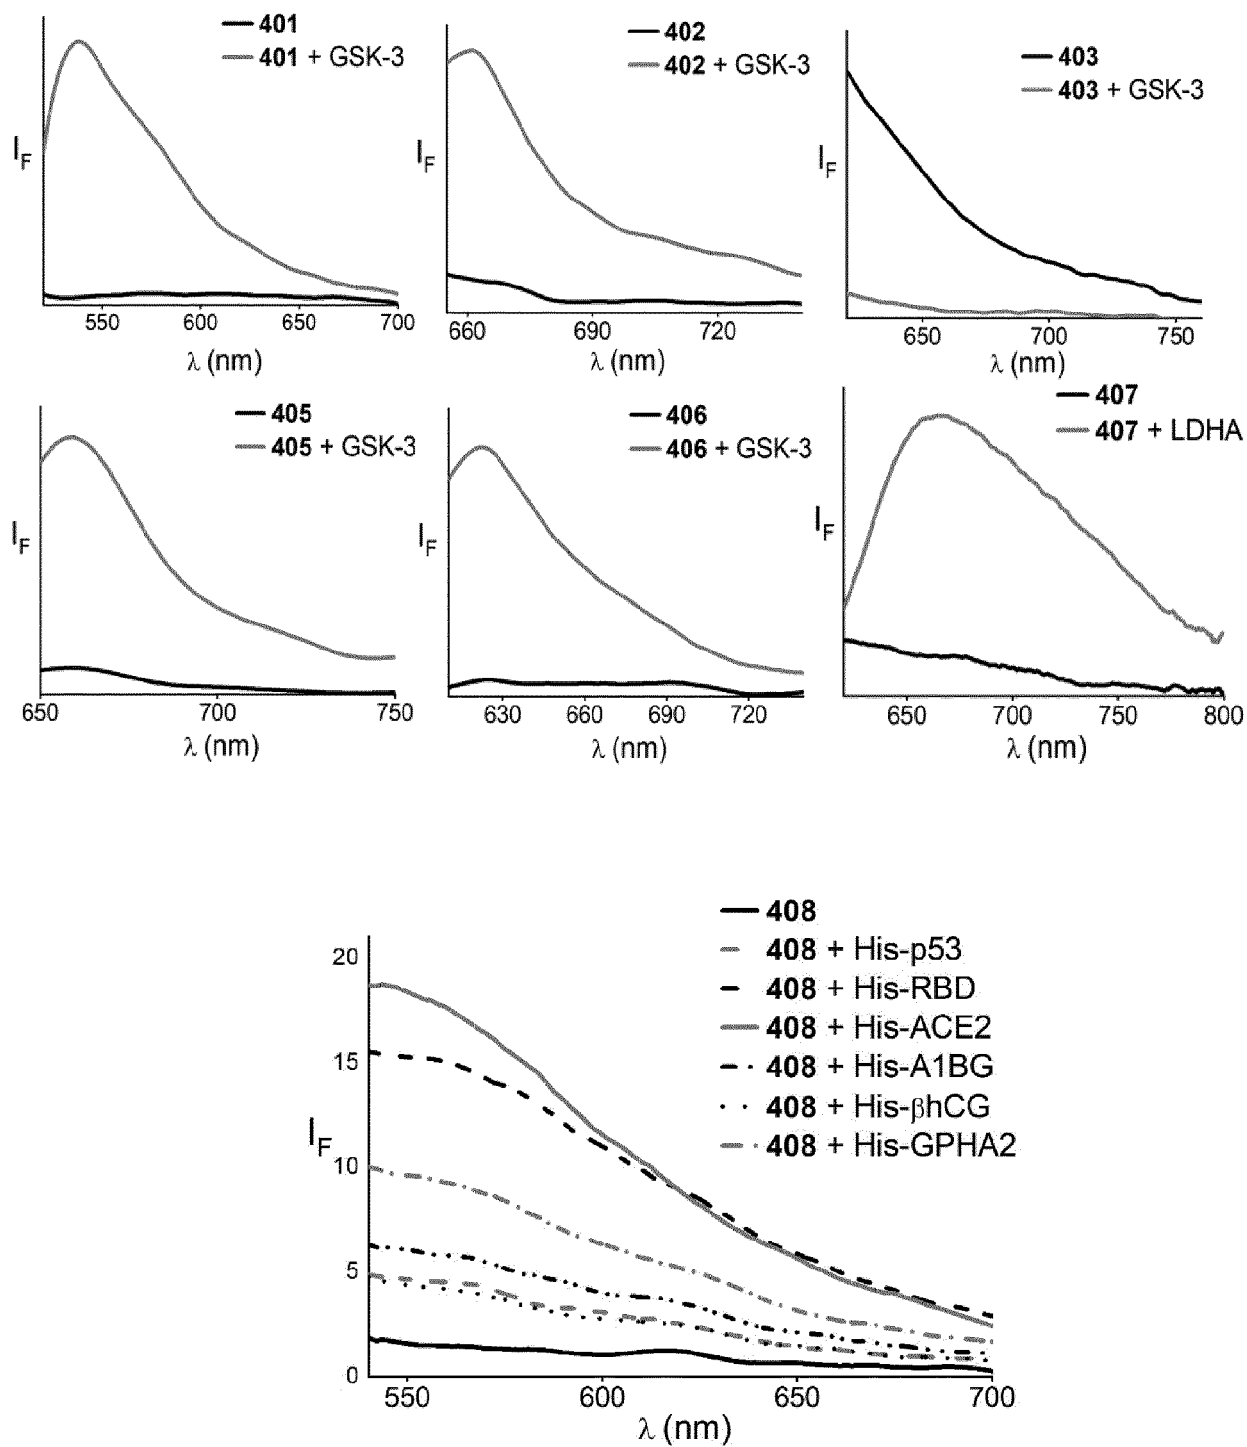 401
401 + GSK-3
I_F
550 600 650 700
λ (nm)
402
402 + GSK-3
I_F
660 690 720
λ (nm)
403
403 + GSK-3
I_F
650 700 750
λ (nm)
405
405 + GSK-3
I_F
650 700 750
λ (nm)
406
406 + GSK-3
I_F
630 660 690 720
λ (nm)
407
407 + LDHA
I_F
650 700 750 800
λ (nm)
408
408 + His-p53
408 + His-RBD
408 + His-ACE2
408 + His-A1BG
408 + His-βhCG
408 + His-GPHA2
20
15
I_F
10
5
0
550 600 650 700
λ (nm)